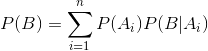 P(B) = \sum_{i=1}^{n} P(A_i)P(B|A_i)